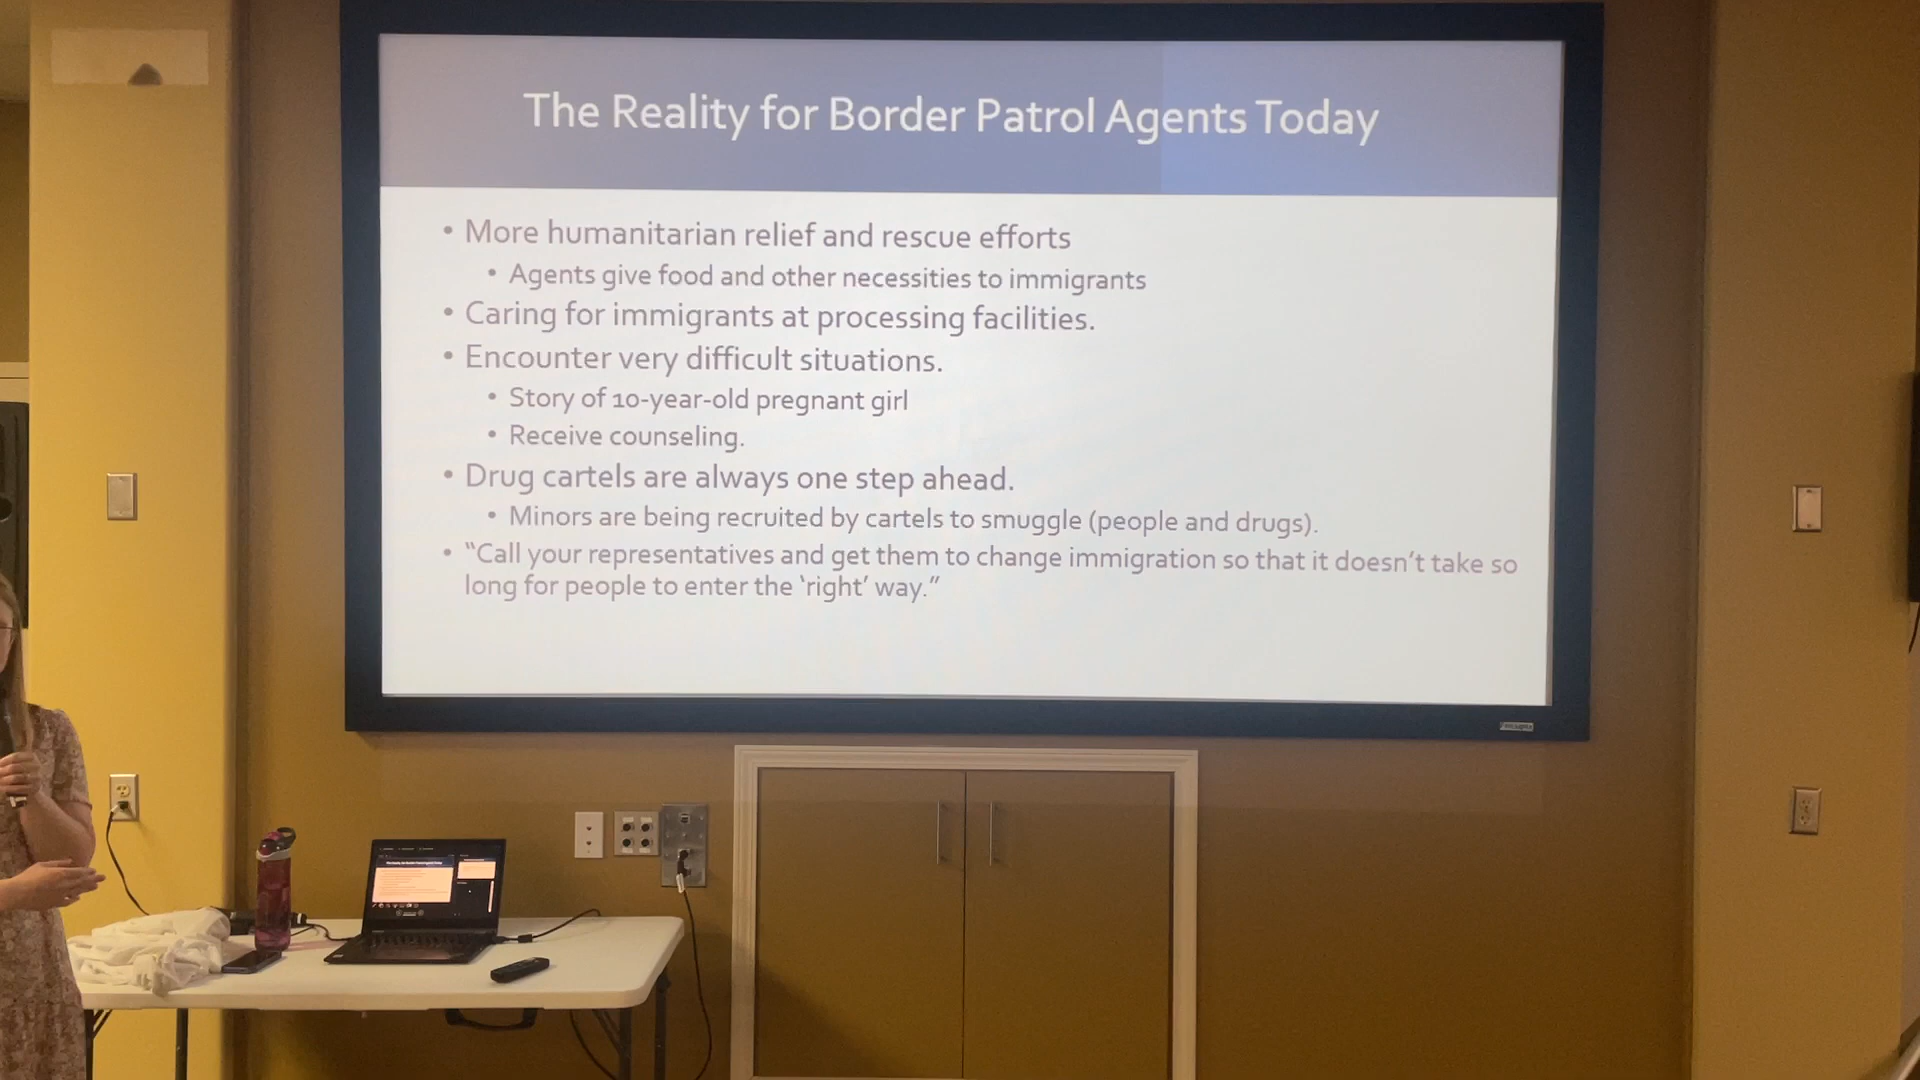 The Reality for Border Patrol Agents Today
• More humanitarian relief and rescue efforts
• Agents give food and other necessities to immigrants
• Caring for immigrants at processing facilities.
• Encounter very difficult situations.
• Story of 10-year-old pregnant girl
• Receive counseling.
• Drug cartels are always one step ahead.
• Minors are being recruited by cartels to smuggle (people and drugs).
• “Call your representatives and get them to change immigration so that it doesn’t take so
long for people to enter the ‘right’ way.”